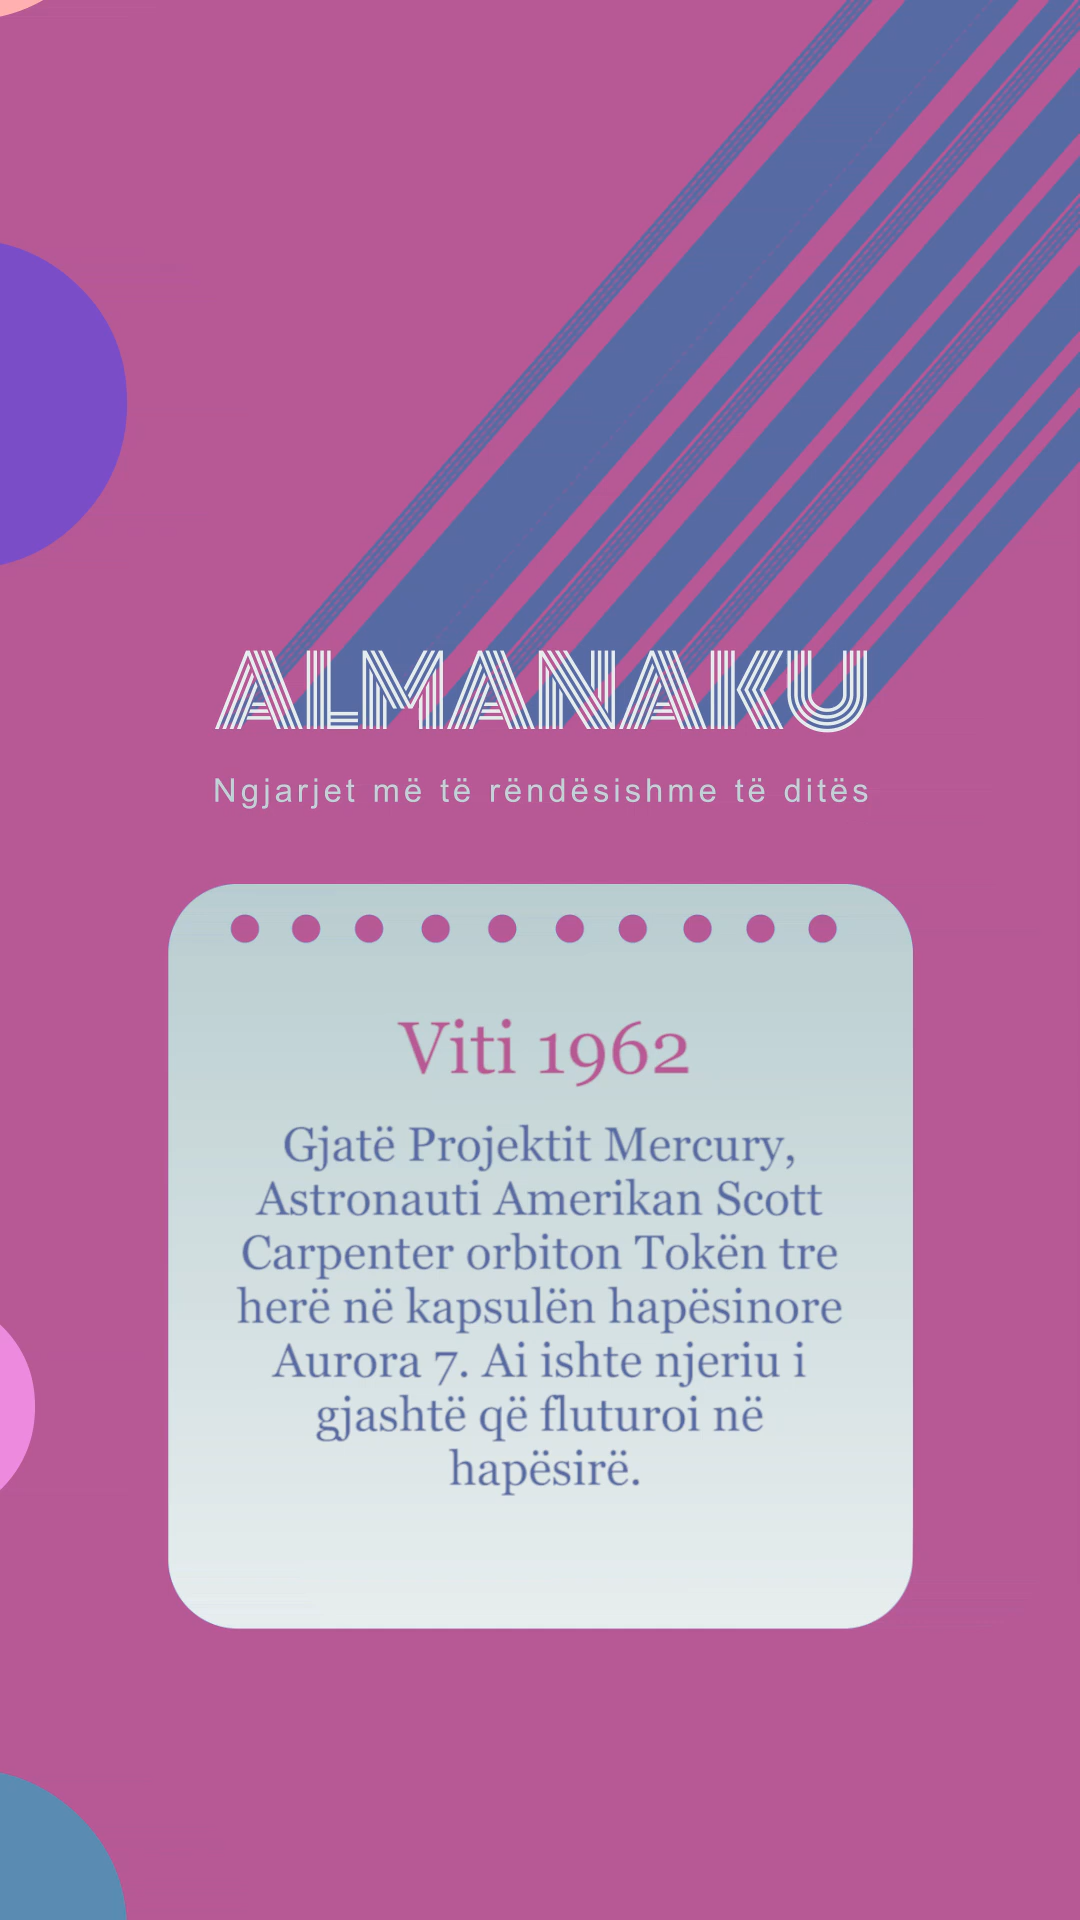 ALMANAKU
Ngjarjet më të rëndësishme të ditës
Viti 1962
Gjatë Projektit Mercury,
Astronauti Amerikan Scott
Carpenter orbiton Tokën tre
herë në kapsulën hapësinore
Aurora 7. Ai ishte njeriu i
gjashtë që fluturoi në
hapësirë.